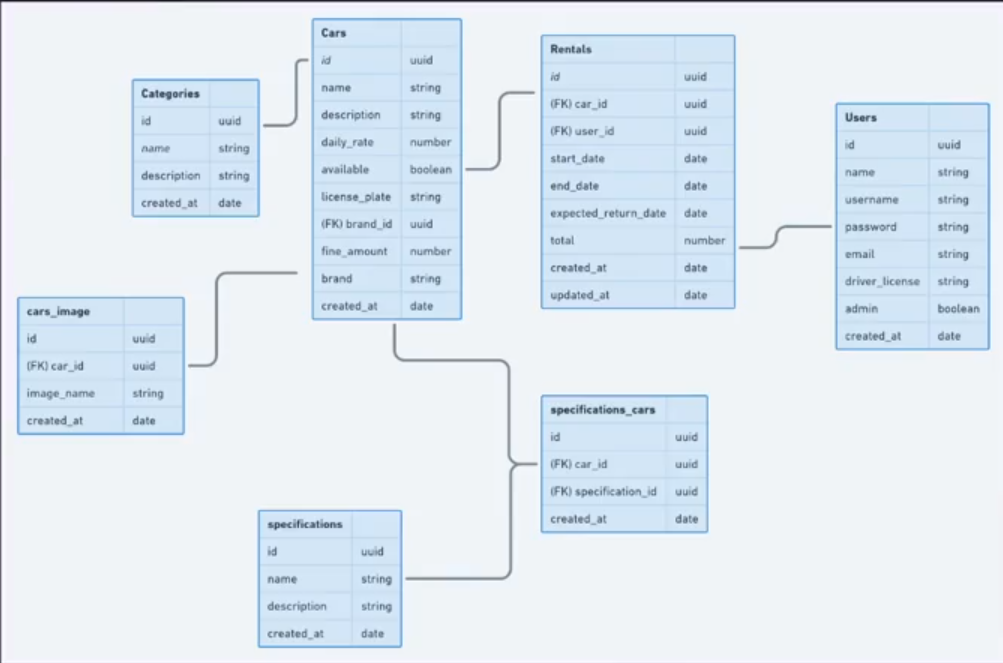 Categories
id uuid
name string
description string
created_at date
Cars
id uuid
name string
description string
daily_rate number
available boolean
license_plate string
(FK) brand_id uuid
fine_amount number
brand string
created_at date
Rentals
id uuid
(FK) car_id uuid
(FK) user_id uuid
start_date date
end_date date
expected_return_date date
total number
created_at date
updated_at date
Users
id uuid
name string
username string
password string
email string
driver_license string
admin boolean
created_at date
cars_image
id uuid
(FK) car_id uuid
image_name string
created_at date
specifications_cars
id uuid
(FK) car_id uuid
(FK) specification_id uuid
created_at date
specifications
id uuid
name string
description string
created_at date